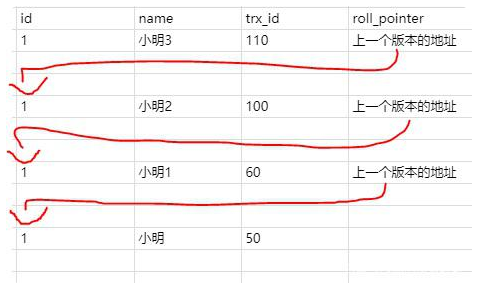 id name trx_id roll_pointer
1 小明3 110 上一个版本的地址
1 小明2 100 上一个版本的地址
1 小明1 60 上一个版本的地址
1 小明 50